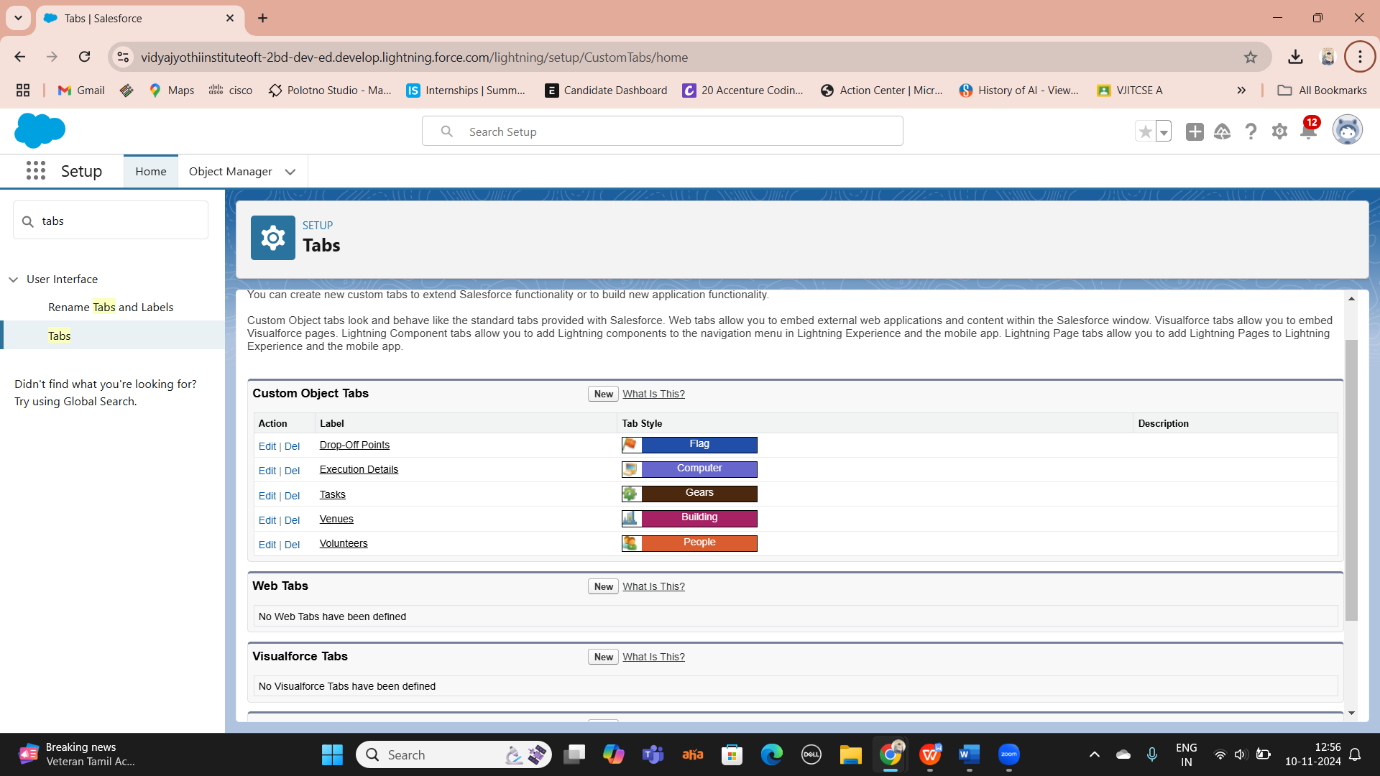 Tabs | Salesforce
vidyajyothiinstituteoft-2bd-dev-ed.develop.lightning.force.com/lightning/setup/CustomTabs/home
Gmail Maps cisco Polotno Studio - Ma... Internships | Summ... Candidate Dashboard 20 Accenture Codin... Action Center | Micr... History of AI - View... VJITCSE A » All Bookmarks
Search Setup
12
Setup Home Object Manager
tabs
User Interface
Rename Tabs and Labels
Tabs
Didn't find what you're looking for?
Try using Global Search.
SETUP
Tabs
You can create new custom tabs to extend Salesforce functionality or to build new application functionality.
Custom Object tabs look and behave like the standard tabs provided with Salesforce. Web tabs allow you to embed external web applications and content within the Salesforce window. Visualforce tabs allow you to embed
Visualforce pages. Lightning Component tabs allow you to add Lightning components to the navigation menu in Lightning Experience and the mobile app. Lightning Page tabs allow you to add Lightning Pages to Lightning
Experience and the mobile app.
Custom Object Tabs New What Is This?
Action Label Tab Style Description
Edit | Del Drop-Off Points Flag
Edit | Del Execution Details Computer
Edit | Del Tasks Gears
Edit | Del Venues Building
Edit | Del Volunteers People
Web Tabs New What Is This?
No Web Tabs have been defined
Visualforce Tabs New What Is This?
No Visualforce Tabs have been defined
Breaking news
Veteran Tamil Ac...
Search
aha
DELL
zoom
ENG
IN
12:56
10-11-2024